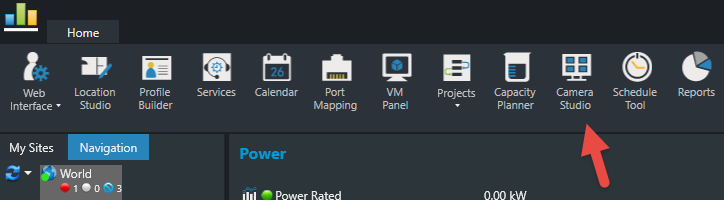 Home
Web
Interface
Location
Studio
Profile
Builder
Services
26
Calendar
Port
Mapping
VM
Panel
Projects
Capacity
Planner
Camera
Studio
Schedule
Tool
Reports
My Sites
Navigation
World
1 0 3
Power
Power Rated 0.00 kW